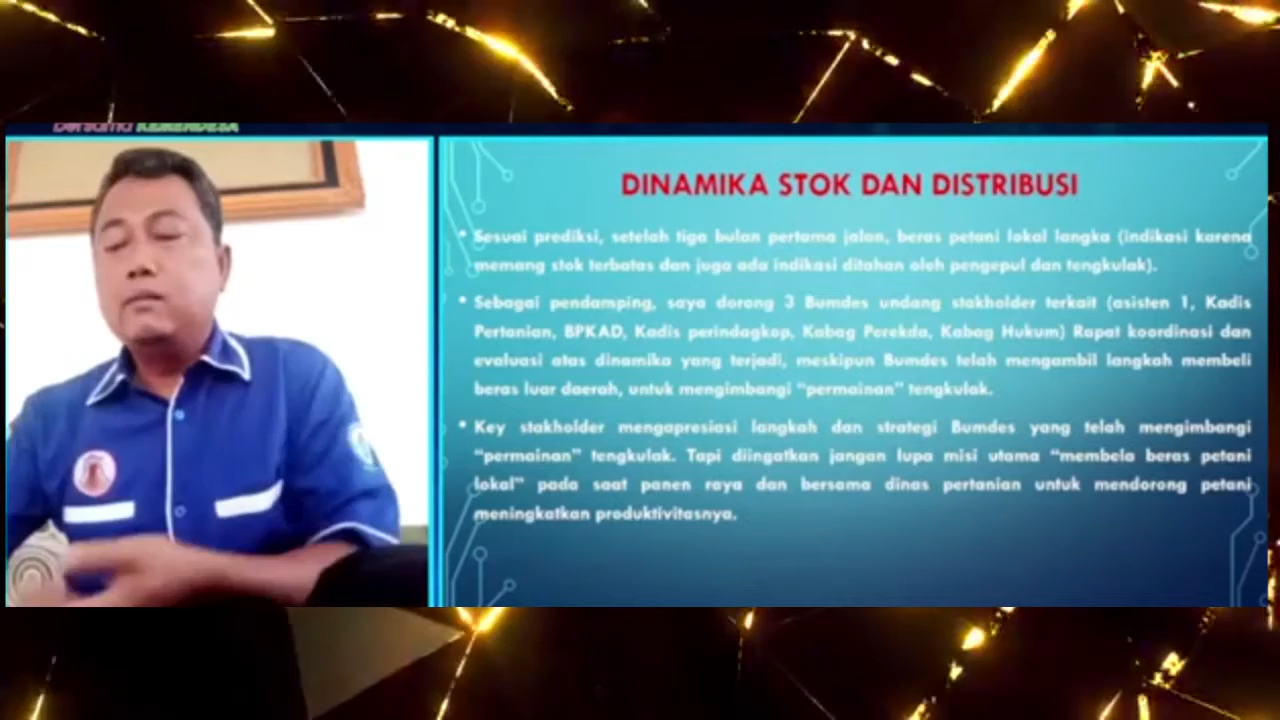 Bersama KEMENDESA
DINAMIKA STOK DAN DISTRIBUSI
• Sesuai prediksi, setelah tiga bulan pertama jalan, beras petani lokal langka (indikasi karena
memang stok terbatas dan juga ada indikasi ditahan oleh pengepul dan tengkulak).
• Sebagai pendamping, saya dorong 3 Bumdes undang stakholder terkait (asisten 1, Kadis
Pertanian, BPKAD, Kadis perindagkop, Kabag Perekda, Kabag Hukum) Rapat koordinasi dan
evaluasi atas dinamika yang terjadi, meskipun Bumdes telah mengambil langkah membeli
beras luar daerah, untuk mengimbangi “permainan” tengkulak.
• Key stakholder mengapresiasi langkah dan strategi Bumdes yang telah mengimbangi
“permainan” tengkulak. Tapi diingatkan jangan lupa misi utama “membela beras petani
lokal” pada saat panen raya dan bersama dinas pertanian untuk mendorong petani
meningkatkan produktivitasnya.